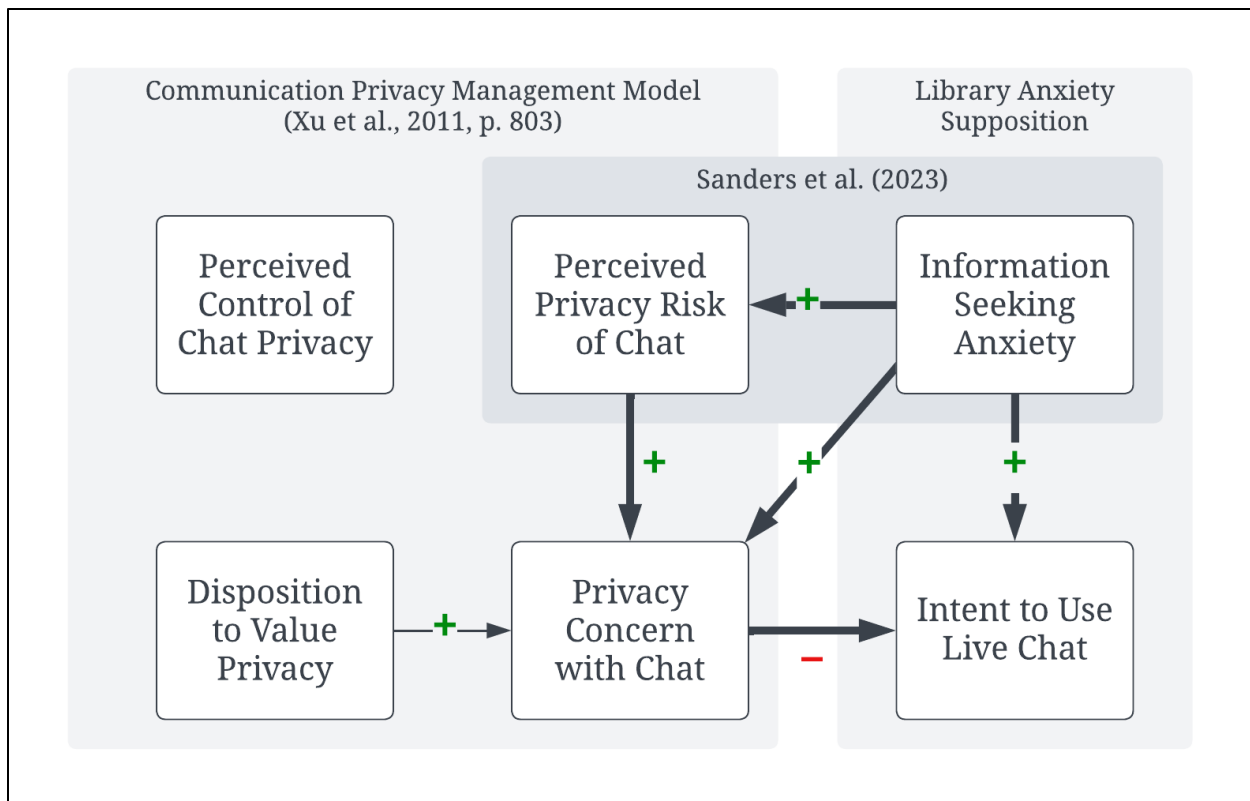 Communication Privacy Management Model
(Xu et al., 2011, p. 803)
Library Anxiety
Supposition
Sanders et al. (2023)
Perceived
Control of
Chat Privacy
Perceived
Privacy Risk
of Chat
+
Information
Seeking
Anxiety
+
+
+
Disposition
to Value
Privacy
+
Privacy
Concern
with Chat
−
Intent to Use
Live Chat